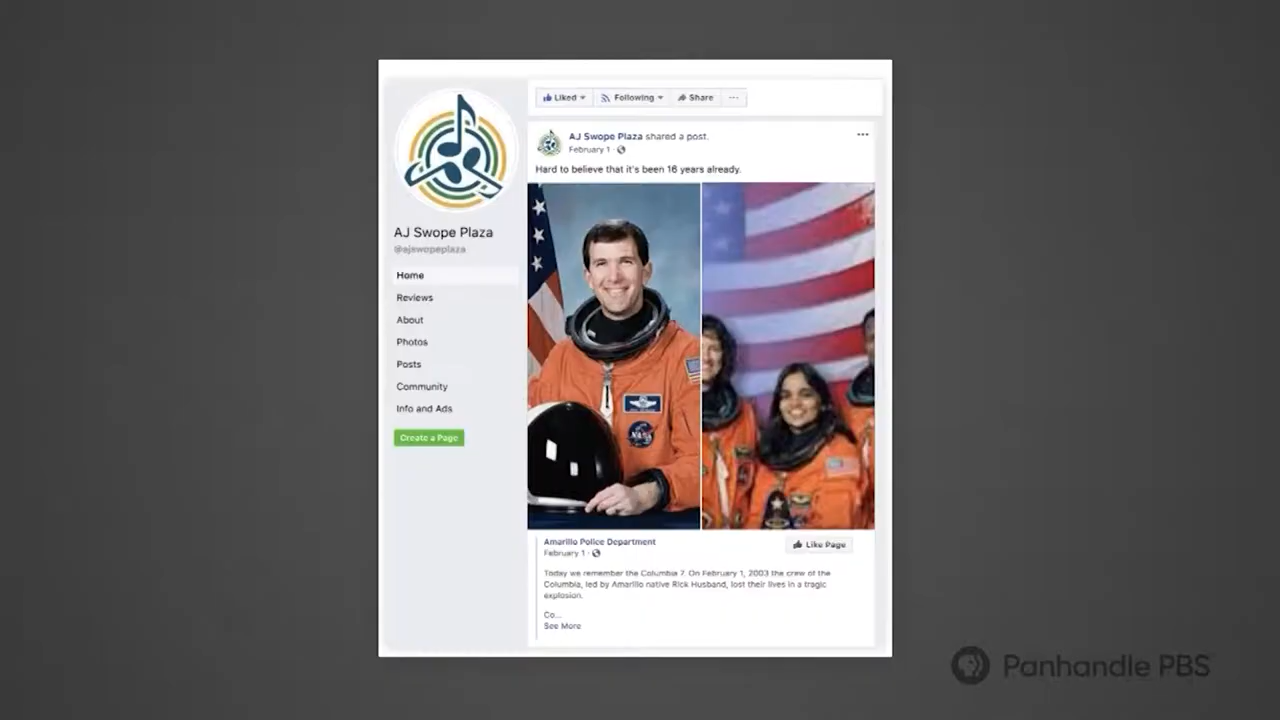 Liked
Following
Share
AJ Swope Plaza shared a post.
February 1
Hard to believe that it's been 16 years already.
AJ Swope Plaza
@ajswopeplaza
Home
Reviews
About
Photos
Posts
Community
Info and Ads
Create a Page
NASA
Amarillo Police Department
February 1
Like Page
Today we remember the Columbia 7. On February 1, 2003 the crew of the
Columbia, led by Amarillo native Rick Husband, lost their lives in a tragic
explosion.
Co...
See More
Panhandle PBS